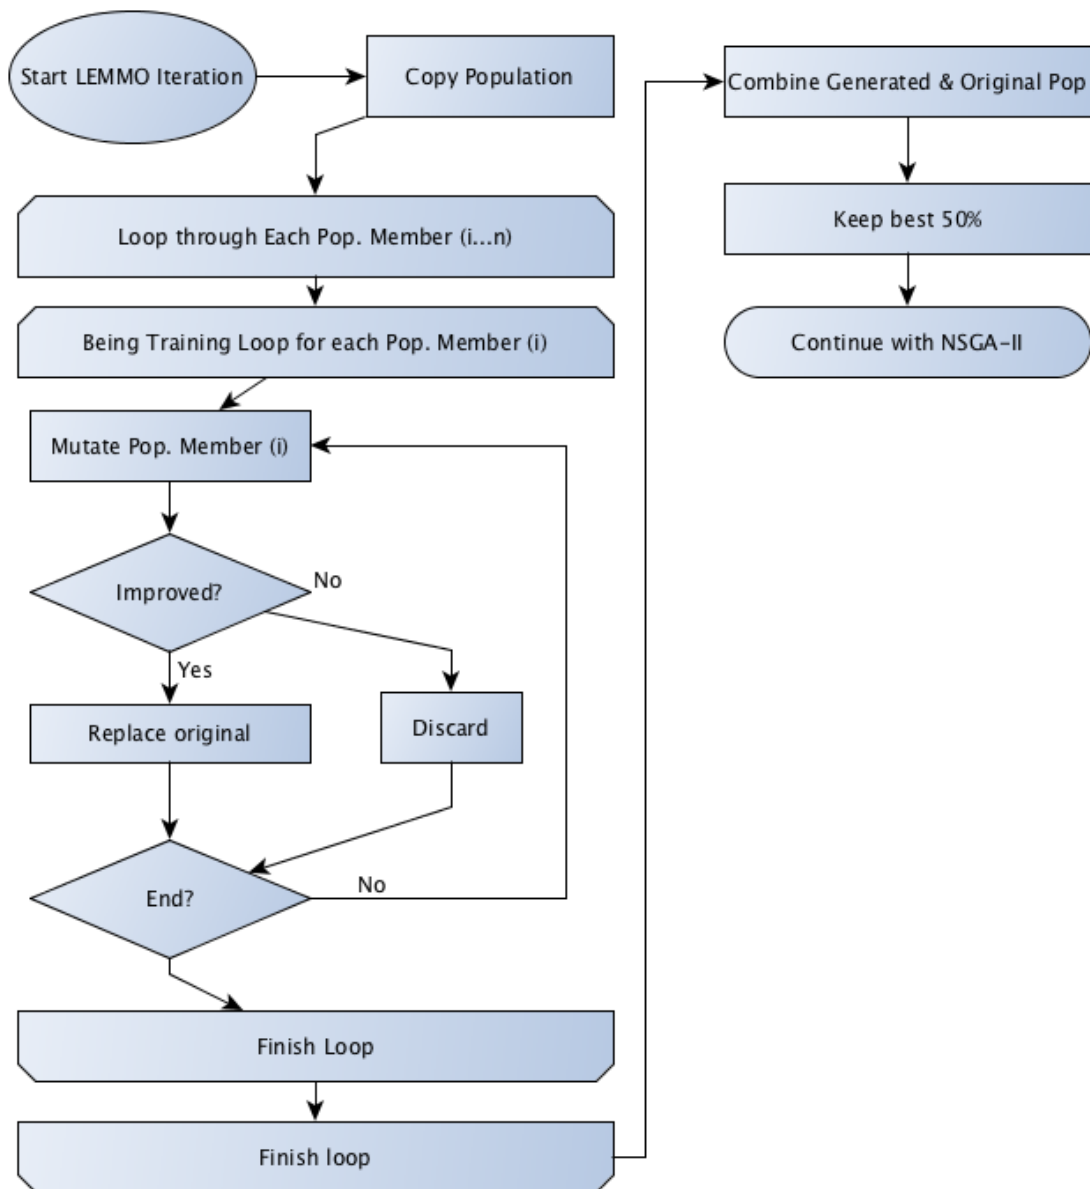 Start LEMMO Iteration
Copy Population
Loop through Each Pop. Member (i...n)
Being Training Loop for each Pop. Member (i)
Mutate Pop. Member (i)
Improved?
No
Yes
Replace original
Discard
End?
No
Finish Loop
Finish loop
Combine Generated & Original Pop
Keep best 50%
Continue with NSGA-II